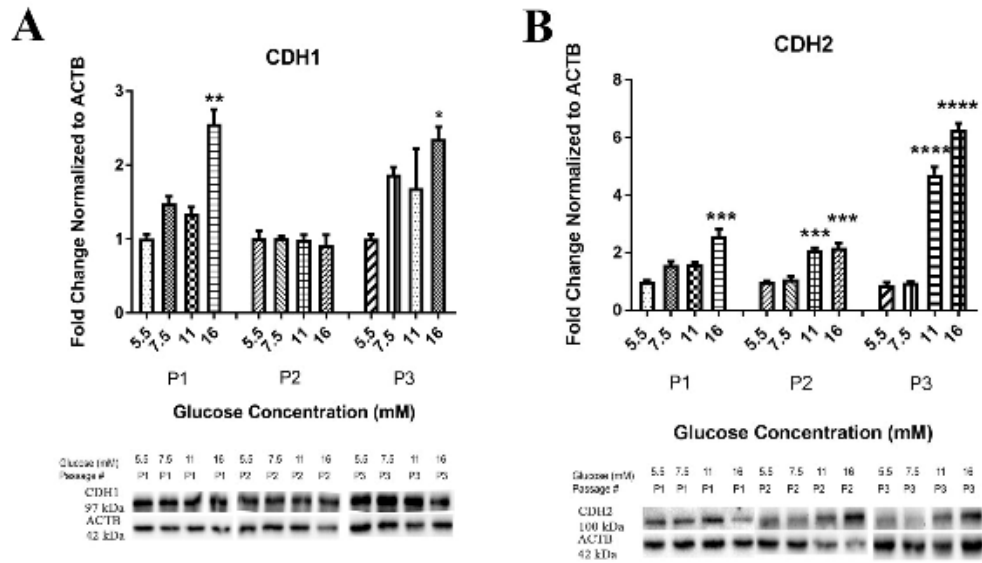 A
CDH1
Fold Change Normalized to ACTB
3
2
1
0
**
*
5.5 7.5 11 16 5.5 7.5 11 16 5.5 7.5 11 16
P1 P2 P3
Glucose Concentration (mM)
Glucose (mM) 5.5 7.5 11 16 5.5 7.5 11 16 5.5 7.5 11 16
Passage # P1 P1 P1 P1 P2 P2 P2 P2 P3 P3 P3 P3
CDH1
97 kDa
ACTB
42 kDa
B
CDH2
Fold Change Normalized to ACTB
8
6
4
2
0
***
*** ***
**** ****
5.5 7.5 11 16 5.5 7.5 11 16 5.5 7.5 11 16
P1 P2 P3
Glucose Concentration (mM)
Glucose (mM) 5.5 7.5 11 16 5.5 7.5 11 16 5.5 7.5 11 16
Passage # P1 P1 P1 P1 P2 P2 P2 P2 P3 P3 P3 P3
CDH2
100 kDa
ACTB
42 kDa